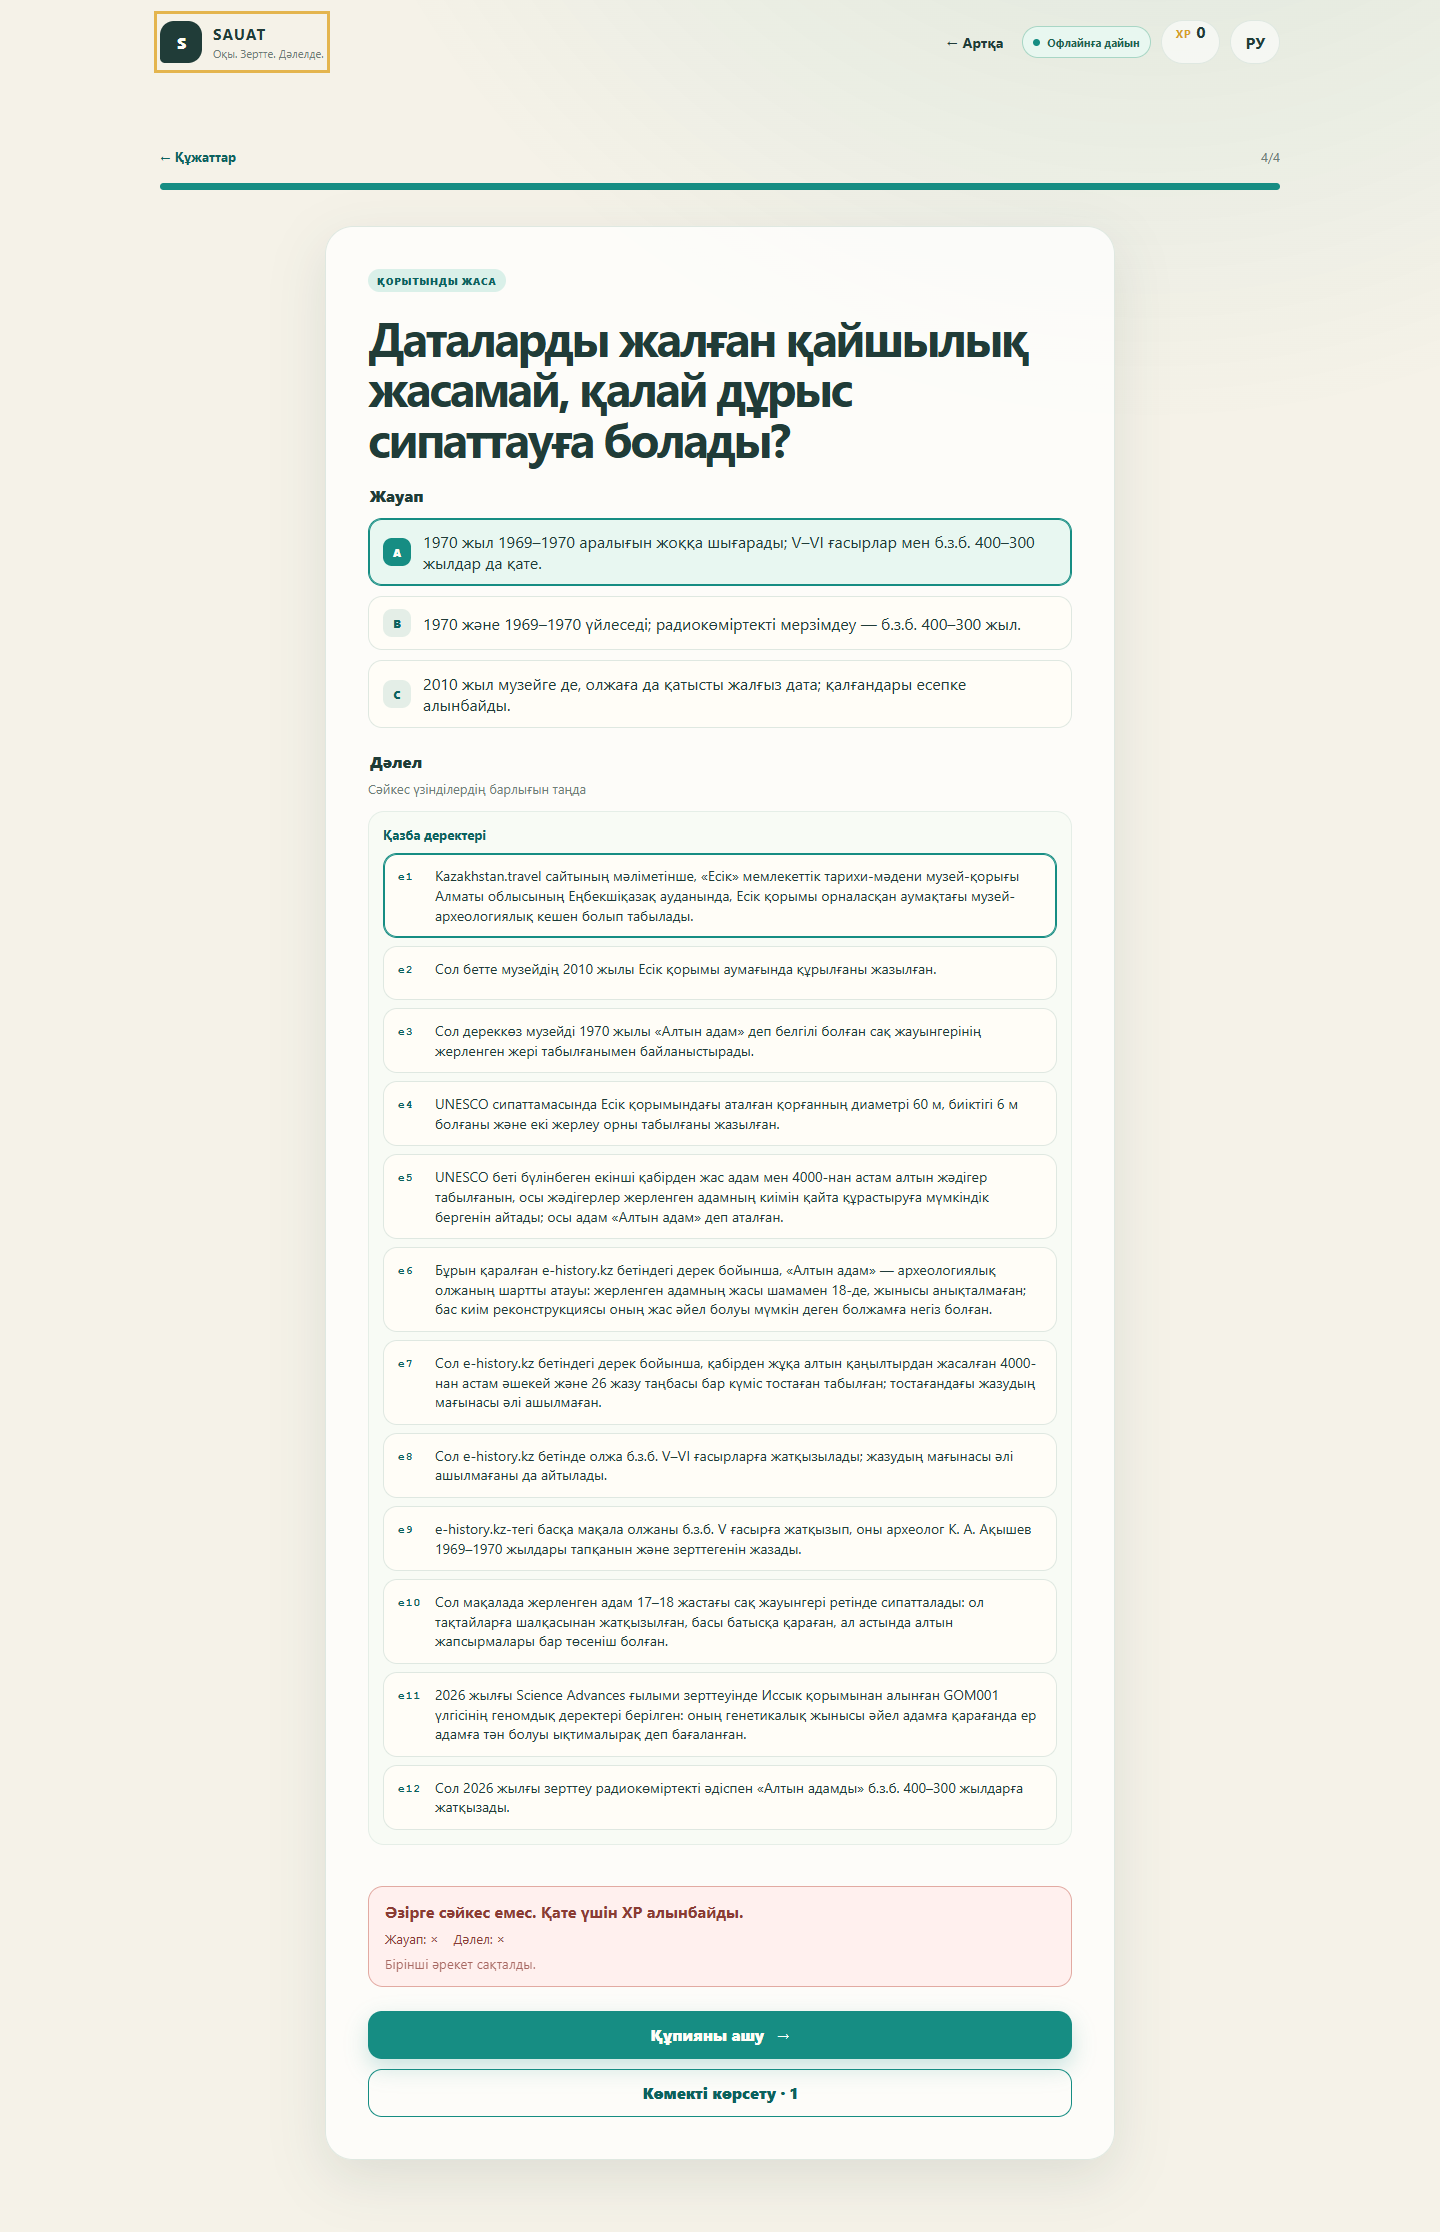 S
SAUAT
Оқы. Зертте. Дәлелде.
← Артқа
Офлайнға дайын
XP 0
РУ
← Құжаттар
4/4
ҚОРЫТЫНДЫ ЖАСА
Даталарды жалған қайшылық
жасамай, қалай дұрыс
сипаттауға болады?
Жауап
A
1970 жыл 1969–1970 аралығын жоққа шығарады; V–VI ғасырлар мен б.з.б. 400–300
жылдар да қате.
B
1970 және 1969–1970 үйлеседі; радиокөміртекті мерзімдеу — б.з.б. 400–300 жыл.
C
2010 жыл музейге де, олжаға да қатысты жалғыз дата; қалғандары есепке
алынбайды.
Дәлел
Сәйкес үзінділердің барлығын таңда
Қазба деректері
e1
Kazakhstan.travel сайтының мәліметінше, «Есік» мемлекеттік тарихи-мәдени музей-қорығы
Алматы облысының Еңбекшіқазақ ауданында, Есік қорымы орналасқан аумақтағы музей-
археологиялық кешен болып табылады.
e2
Сол бетте музейдің 2010 жылы Есік қорымы аумағында құрылғаны жазылған.
e3
Сол дереккөз музейді 1970 жылы «Алтын адам» деп белгілі болған сақ жауынгерінің
жерленген жері табылғанымен байланыстырады.
e4
UNESCO сипаттамасында Есік қорымындағы аталған қорғанның диаметрі 60 м, биіктігі 6 м
болғаны және екі жерлеу орны табылғаны жазылған.
e5
UNESCO беті бүлінбеген екінші қабірден жас адам мен 4000-нан астам алтын жәдігер
табылғанын, осы жәдігерлер жерленген адамның киімін қайта құрастыруға мүмкіндік
бергенін айтады; осы адам «Алтын адам» деп аталған.
e6
Бұрын қаралған e-history.kz бетіндегі дерек бойынша, «Алтын адам» — археологиялық
олжаның шартты атауы: жерленген адамның жасы шамамен 18-де, жынысы анықталмаған;
бас киім реконструкциясы оның жас әйел болуы мүмкін деген болжамға негіз болған.
e7
Сол e-history.kz бетіндегі дерек бойынша, қабірден жұқа алтын қаңылтырдан жасалған 4000-
нан астам әшекей және 26 жазу таңбасы бар күміс тостаған табылған; тостағандағы жазудың
мағынасы әлі ашылмаған.
e8
Сол e-history.kz бетінде олжа б.з.б. V–VI ғасырларға жатқызылады; жазудың мағынасы әлі
ашылмағаны да айтылады.
e9
e-history.kz-тегі басқа мақала олжаны б.з.б. V ғасырға жатқызып, оны археолог К. А. Ақышев
1969–1970 жылдары тапқанын және зерттегенін жазады.
e10
Сол мақалада жерленген адам 17–18 жастағы сақ жауынгері ретінде сипатталады: ол
тақтайларға шалқасынан жатқызылған, басы батысқа қараған, ал астында алтын
жапсырмалары бар төсеніш болған.
e11
2026 жылғы Science Advances ғылыми зерттеуінде Иссык қорымынан алынған GOM001
үлгісінің геномдық деректері берілген: оның генетикалық жынысы әйел адамға қарағанда ер
адамға тән болуы ықтималырақ деп бағаланған.
e12
Сол 2026 жылғы зерттеу радиокөміртекті әдіспен «Алтын адамды» б.з.б. 400–300 жылдарға
жатқызады.
Әзірге сәйкес емес. Қате үшін XP алынбайды.
Жауап: × Дәлел: ×
Бірінші әрекет сақталды.
Құпияны ашу →
Көмекті көрсету · 1